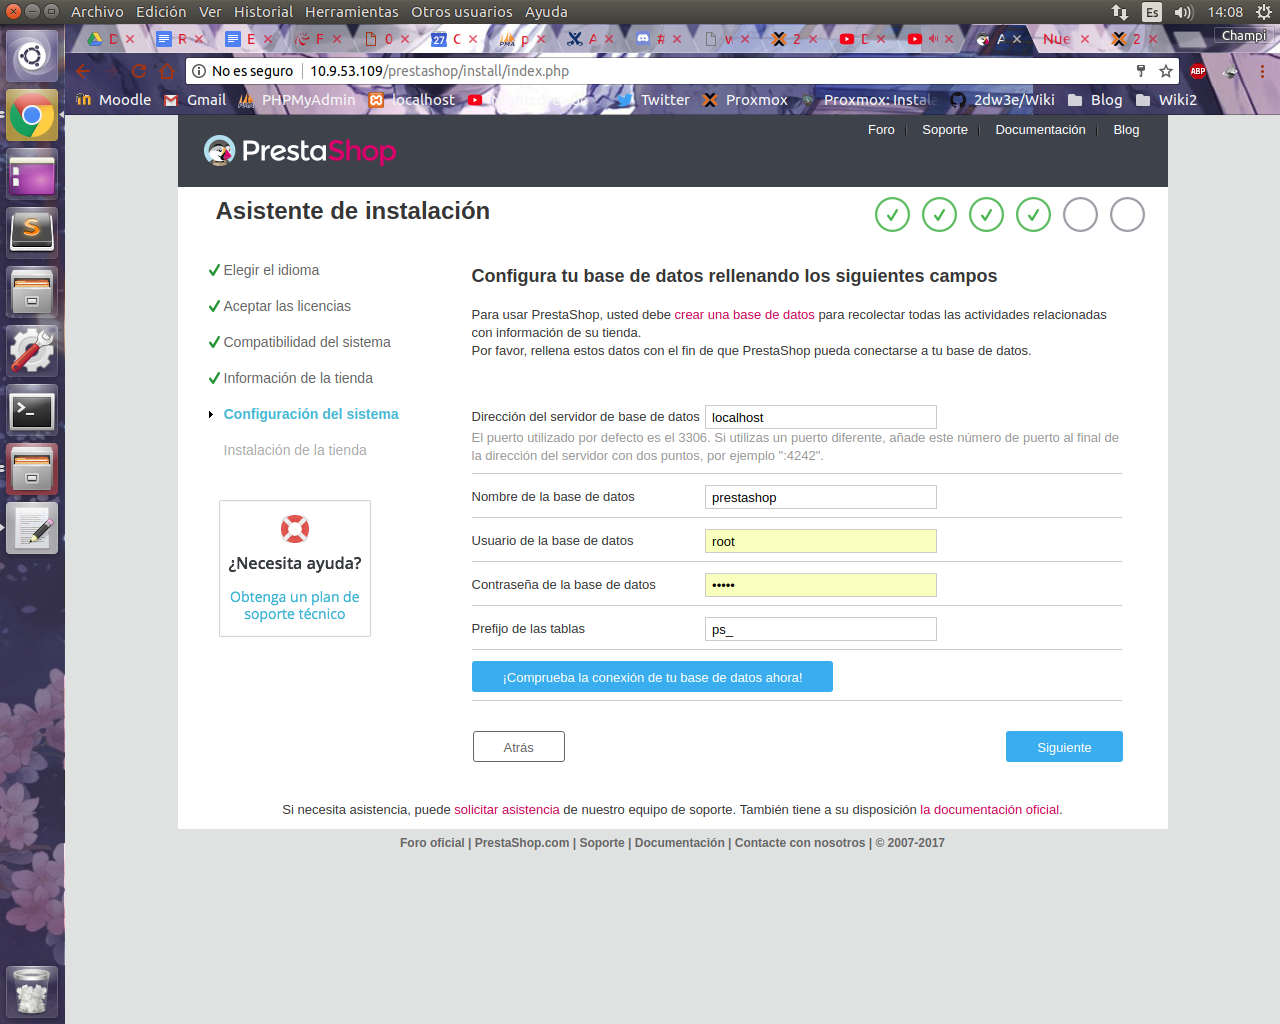 Archivo Edición Ver Historial Herramientas Otros usuarios Ayuda
Es 14:08
Champi
No es seguro 10.9.53.109/prestashop/install/index.php
Moodle Gmail PHPMyAdmin localhost Twitter Proxmox Proxmox: Instala 2dw3e/Wiki Blog Wiki2
PrestaShop
Foro Soporte Documentación Blog
Asistente de instalación
Elegir el idioma
Aceptar las licencias
Compatibilidad del sistema
Información de la tienda
Configuración del sistema
Instalación de la tienda
¿Necesita ayuda?
Obtenga un plan de
soporte técnico
Configura tu base de datos rellenando los siguientes campos
Para usar PrestaShop, usted debe crear una base de datos para recolectar todas las actividades relacionadas
con información de su tienda.
Por favor, rellena estos datos con el fin de que PrestaShop pueda conectarse a tu base de datos.
Dirección del servidor de base de datos localhost
El puerto utilizado por defecto es el 3306. Si utilizas un puerto diferente, añade este número de puerto al final de
la dirección del servidor con dos puntos, por ejemplo ":4242".
Nombre de la base de datos prestashop
Usuario de la base de datos root
Contraseña de la base de datos •••••
Prefijo de las tablas ps_
¡Comprueba la conexión de tu base de datos ahora!
Atrás
Siguiente
Si necesita asistencia, puede solicitar asistencia de nuestro equipo de soporte. También tiene a su disposición la documentación oficial.
Foro oficial | PrestaShop.com | Soporte | Documentación | Contacte con nosotros | © 2007-2017